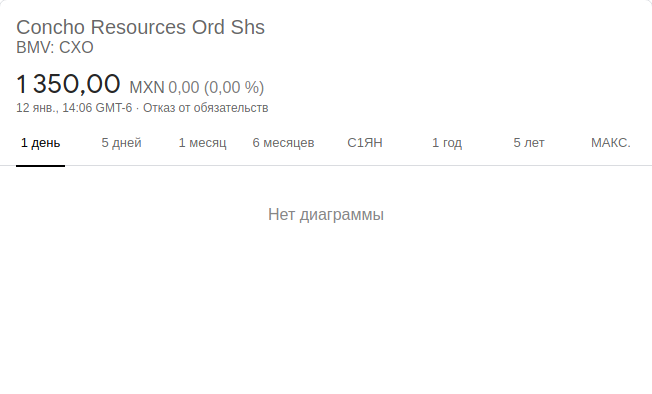 Concho Resources Ord Shs
BMV: CXO
1 350,00 MXN 0,00 (0,00 %)
12 янв., 14:06 GMT-6 · Отказ от обязательств
1 день 5 дней 1 месяц 6 месяцев С1ЯН 1 год 5 лет МАКС.
Нет диаграммы